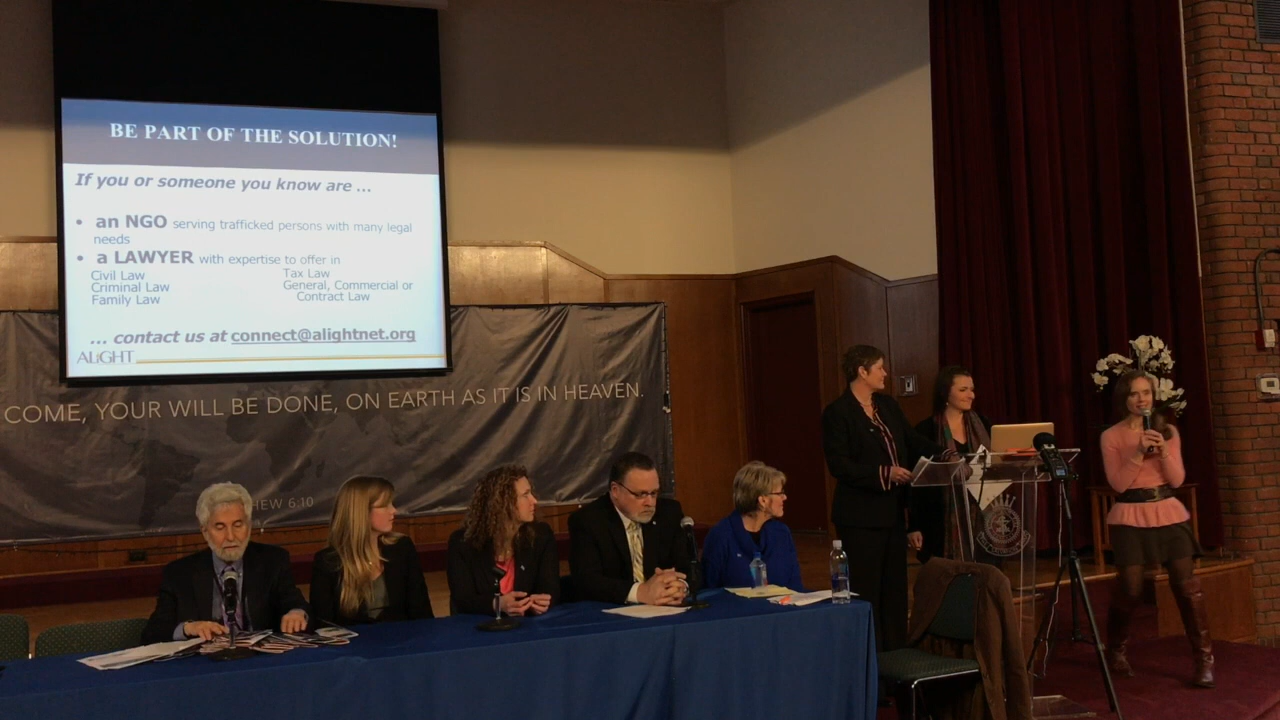 BE PART OF THE SOLUTION!
If you or someone you know are ...
• an NGO serving trafficked persons with many legal
needs
• a LAWYER with expertise to offer in
Civil Law Tax Law
Criminal Law General, Commercial or
Family Law Contract Law
... contact us at connect@alightnet.org
ALiGHT
COME, YOUR WILL BE DONE, ON EARTH AS IT IS IN HEAVEN.
HEW 6:10